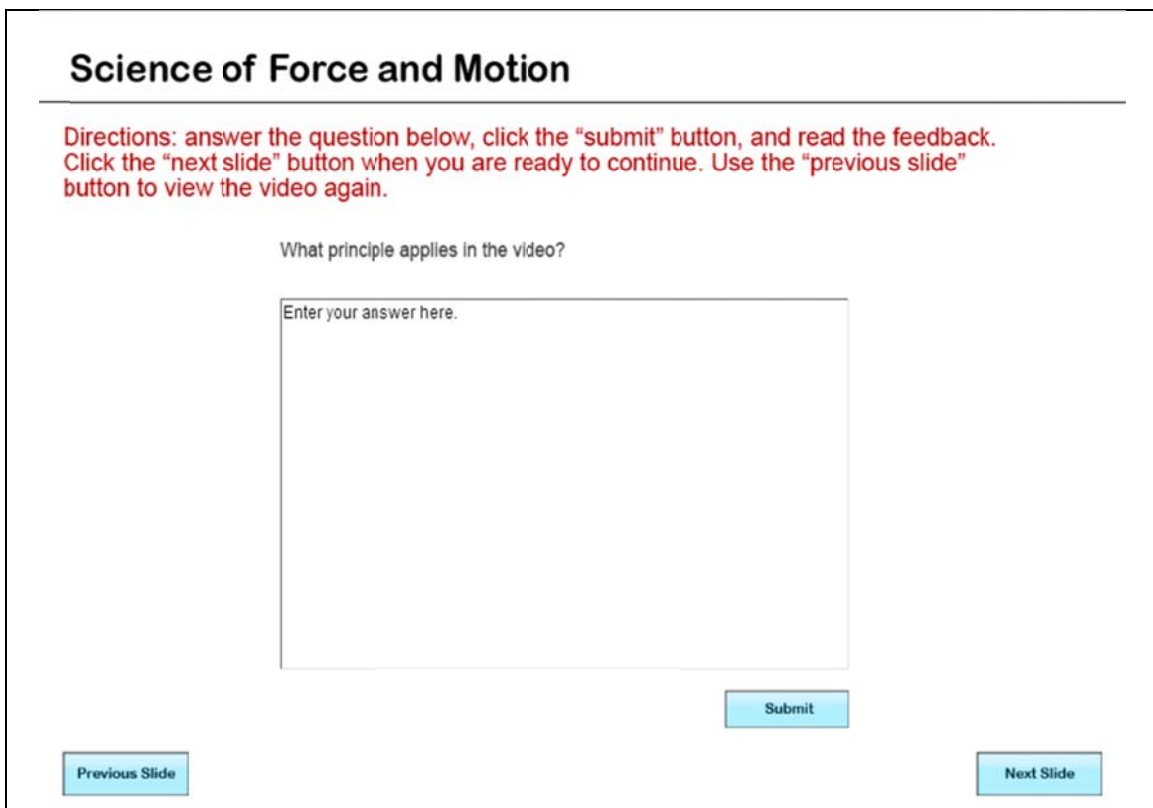 Science of Force and Motion
Directions: answer the question below, click the “submit” button, and read the feedback.
Click the “next slide” button when you are ready to continue. Use the “previous slide”
button to view the video again.
What principle applies in the video?
Enter your answer here.
Submit
Previous Slide
Next Slide